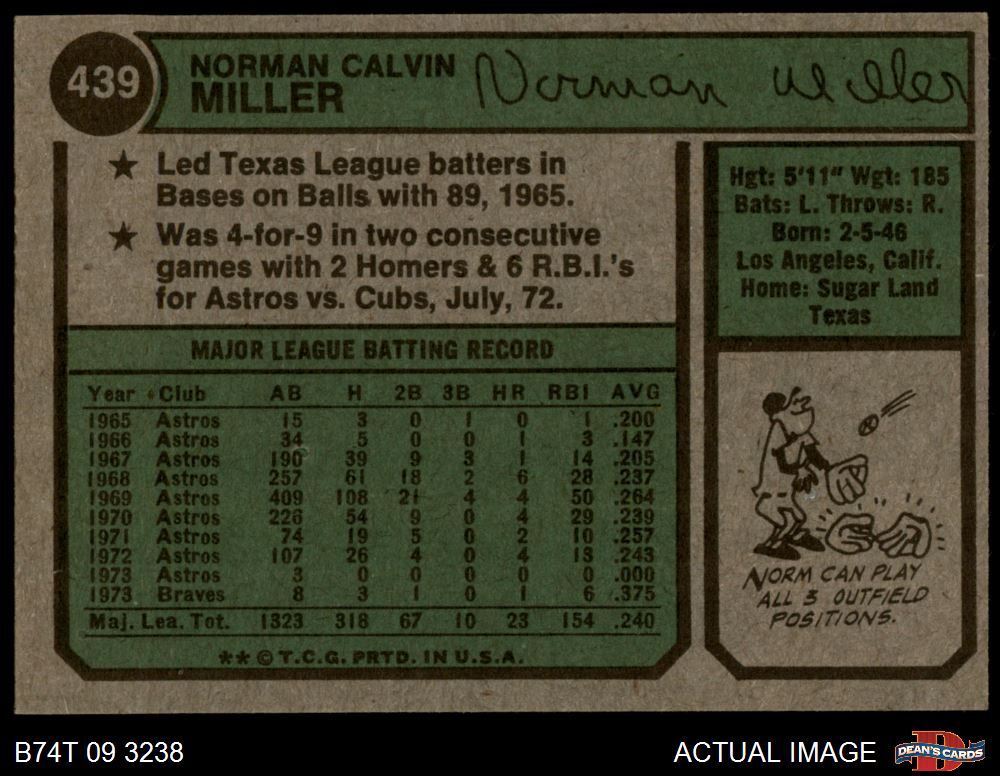 439
NORMAN CALVIN
MILLER
Norman Miller
★ Led Texas League batters in
Bases on Balls with 89, 1965.
★ Was 4-for-9 in two consecutive
games with 2 Homers & 6 R.B.I.'s
for Astros vs. Cubs, July, 72.
Hgt: 5'11" Wgt: 185
Bats: L. Throws: R.
Born: 2-5-46
Los Angeles, Calif.
Home: Sugar Land
Texas
MAJOR LEAGUE BATTING RECORD
Year Club AB H 2B 3B HR RBI AVG
1965 Astros 15 3 0 1 0 1 .200
1966 Astros 34 5 0 0 1 3 .147
1967 Astros 190 39 9 3 1 14 .205
1968 Astros 257 61 18 2 6 28 .237
1969 Astros 409 108 21 4 4 50 .264
1970 Astros 226 54 9 0 4 29 .239
1971 Astros 74 19 5 0 2 10 .257
1972 Astros 107 26 4 0 4 13 .243
1973 Astros 3 0 0 0 0 0 .000
1973 Braves 8 3 1 0 1 6 .375
Maj. Lea. Tot. 1323 318 67 10 23 154 .240
** © T.C.G. PRTD. IN U.S.A.
NORM CAN PLAY
ALL 3 OUTFIELD
POSITIONS.
B74T 09 3238
ACTUAL IMAGE
DEAN'S CARDS